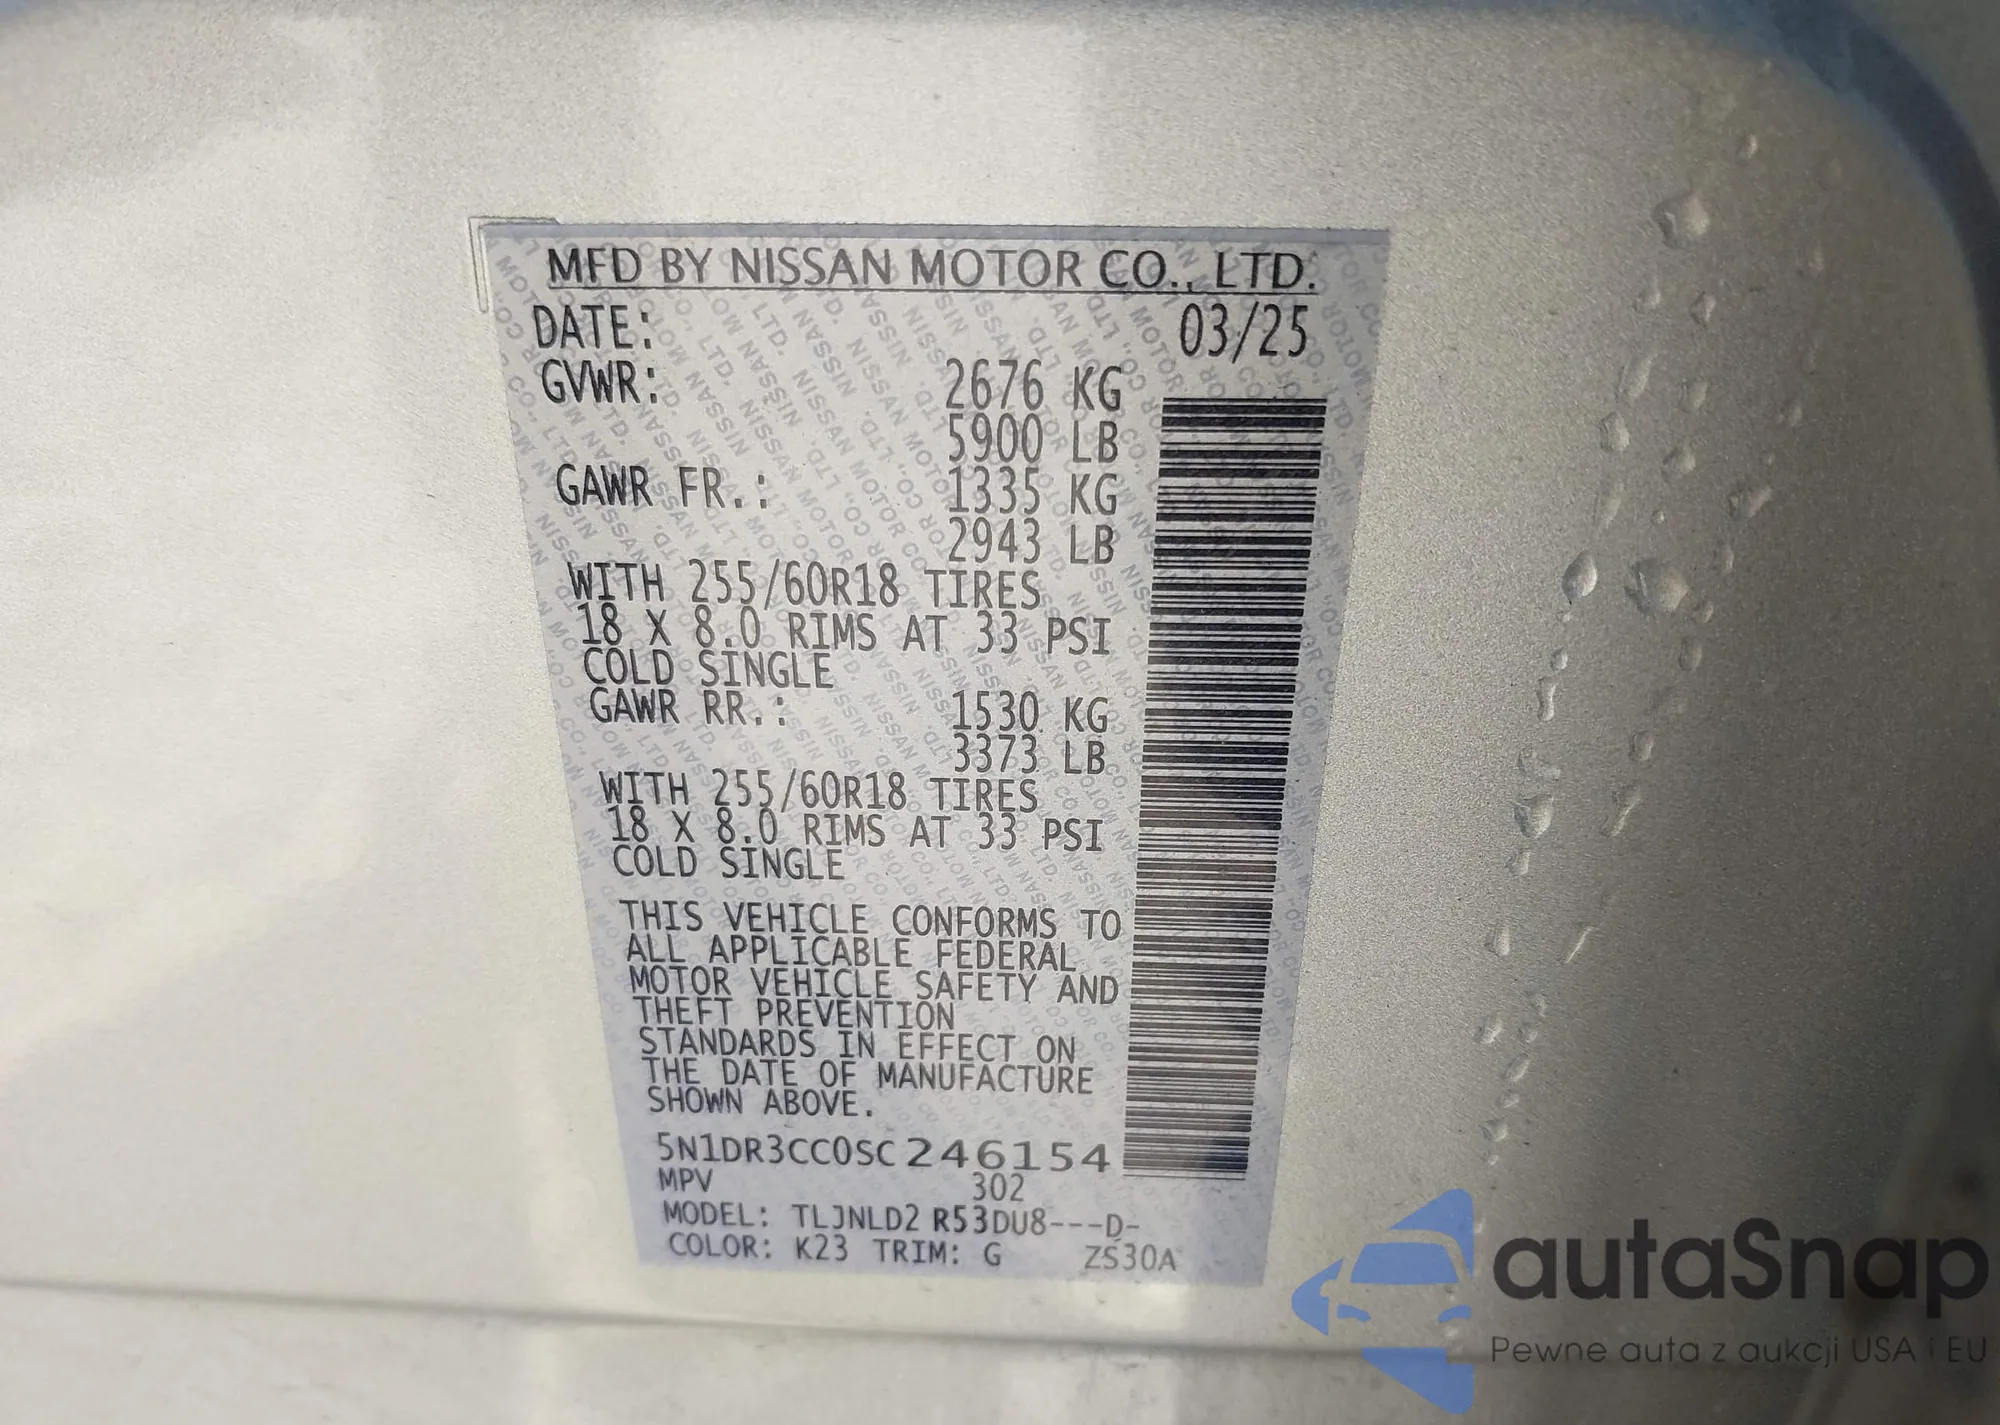 MFD BY NISSAN MOTOR CO., LTD.
DATE: 03/25
GVWR: 2676 KG
5900 LB
GAWR FR.: 1335 KG
2943 LB
WITH 255/60R18 TIRES
18 X 8.0 RIMS AT 33 PSI
COLD SINGLE
GAWR RR.: 1530 KG
3373 LB
WITH 255/60R18 TIRES
18 X 8.0 RIMS AT 33 PSI
COLD SINGLE
THIS VEHICLE CONFORMS TO
ALL APPLICABLE FEDERAL
MOTOR VEHICLE SAFETY AND
THEFT PREVENTION
STANDARDS IN EFFECT ON
THE DATE OF MANUFACTURE
SHOWN ABOVE.
5N1DR3CC0SC246154
MPV 302
MODEL: TLJNLD2 R53DU8---D-
COLOR: K23 TRIM: G ZS30A
autaSnap
Pewne auta z aukcji USA i EU